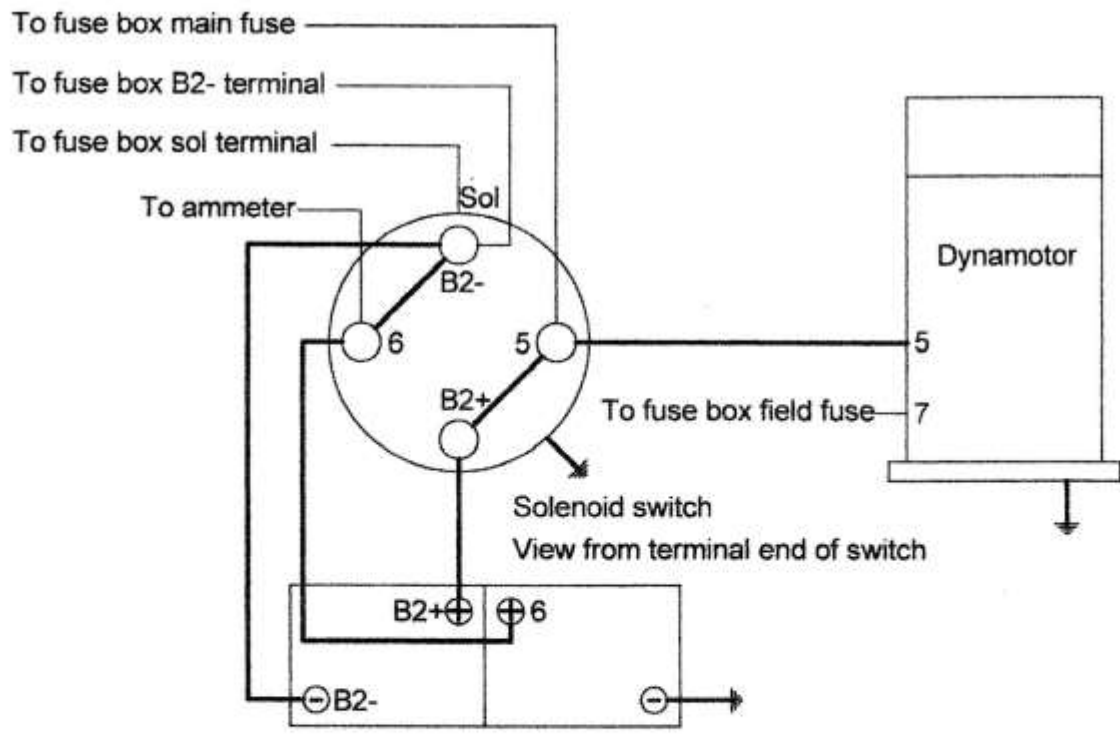 To fuse box main fuse
To fuse box B2- terminal
To fuse box sol terminal
To ammeter
Sol
B2-
6
5
B2+
Dynamotor
5
To fuse box field fuse
7
Solenoid switch
View from terminal end of switch
B2+
6
B2-